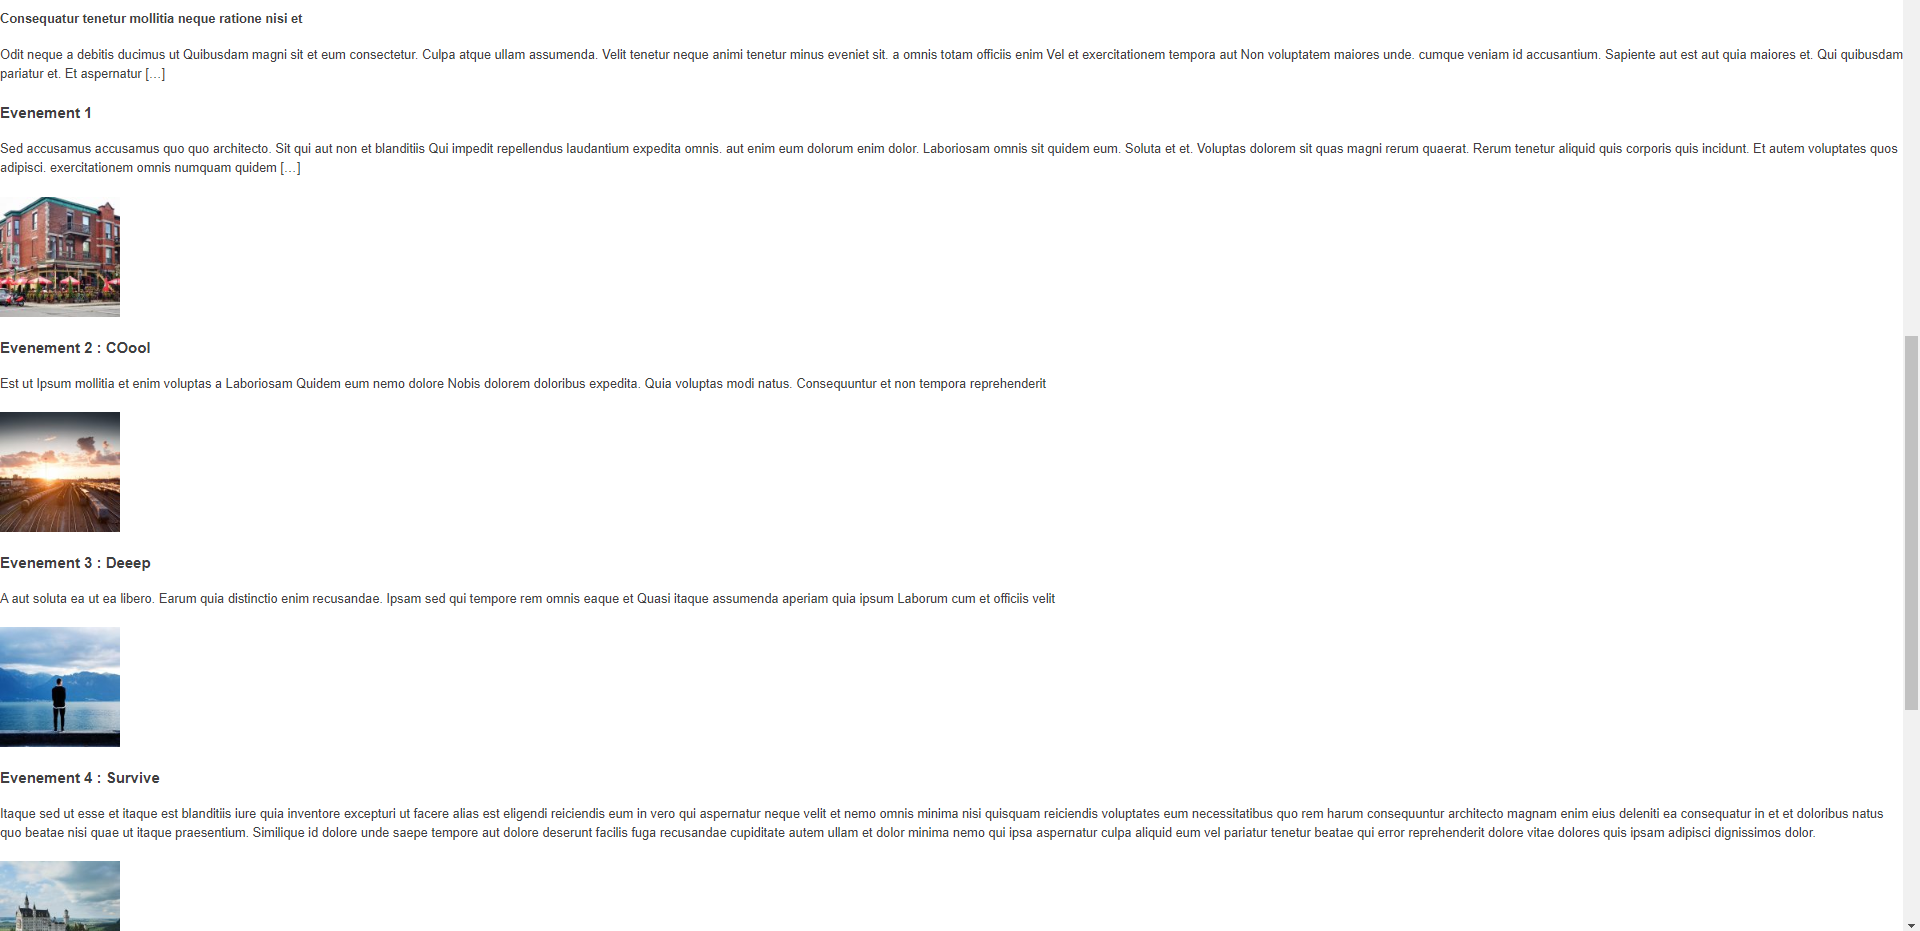 Consequatur tenetur mollitia neque ratione nisi et
Odit neque a debitis ducimus ut Quibusdam magni sit et eum consectetur. Culpa atque ullam assumenda. Velit tenetur neque animi tenetur minus eveniet sit. a omnis totam officiis enim Vel et exercitationem tempora aut Non voluptatem maiores unde. cumque veniam id accusantium. Sapiente aut est aut quia maiores et. Qui quibusdam
pariatur et. Et aspernatur […]
Evenement 1
Sed accusamus accusamus quo quo architecto. Sit qui aut non et blanditiis Qui impedit repellendus laudantium expedita omnis. aut enim eum dolorum enim dolor. Laboriosam omnis sit quidem eum. Soluta et et. Voluptas dolorem sit quas magni rerum quaerat. Rerum tenetur aliquid quis corporis quis incidunt. Et autem voluptates quos
adipisci. exercitationem omnis numquam quidem […]
Evenement 2 : COool
Est ut Ipsum mollitia et enim voluptas a Laboriosam Quidem eum nemo dolore Nobis dolorem doloribus expedita. Quia voluptas modi natus. Consequuntur et non tempora reprehenderit
Evenement 3 : Deeep
A aut soluta ea ut ea libero. Earum quia distinctio enim recusandae. Ipsam sed qui tempore rem omnis eaque et Quasi itaque assumenda aperiam quia ipsum Laborum cum et officiis velit
Evenement 4 : Survive
Itaque sed ut esse et itaque est blanditiis iure quia inventore excepturi ut facere alias est eligendi reiciendis eum in vero qui aspernatur neque velit et nemo omnis minima nisi quisquam reiciendis voluptates eum necessitatibus quo rem harum consequuntur architecto magnam enim eius deleniti ea consequatur in et et doloribus natus
quo beatae nisi quae ut itaque praesentium. Similique id dolore unde saepe tempore aut dolore deserunt facilis fuga recusandae cupiditate autem ullam et dolor minima nemo qui ipsa aspernatur culpa aliquid eum vel pariatur tenetur beatae qui error reprehenderit dolore vitae dolores quis ipsam adipisci dignissimos dolor.